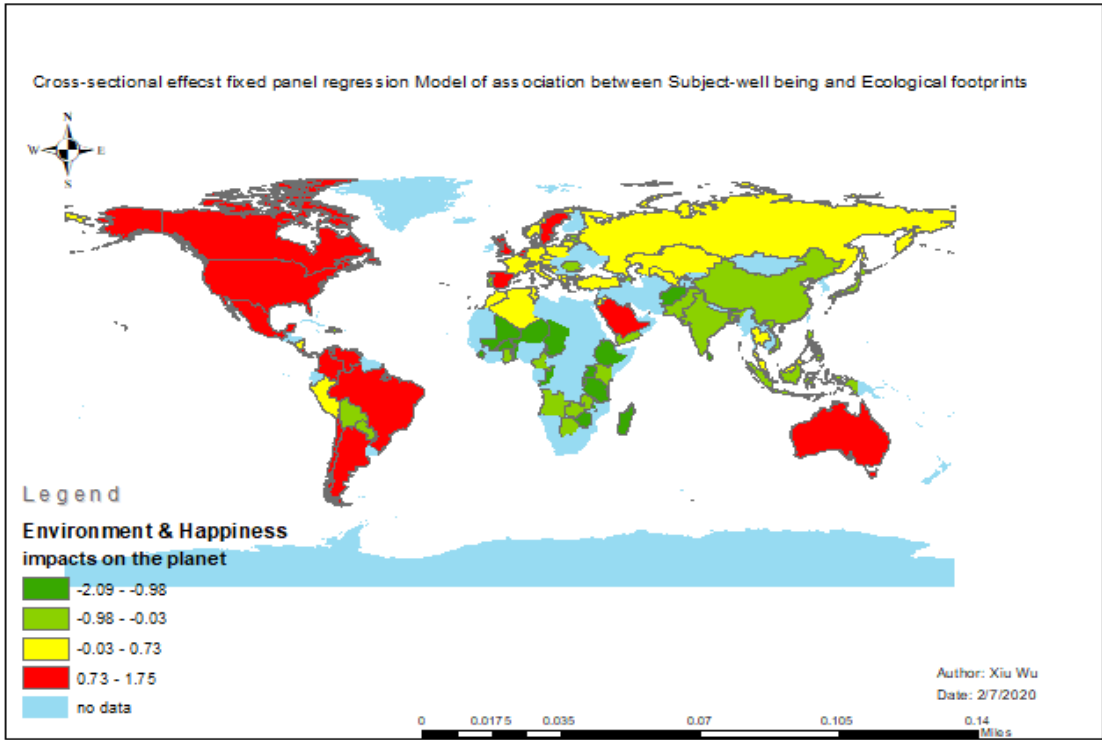 Cross-sectional effecst fixed panel regression Model of association between Subject-well being and Ecological footprints
N
W E
S
Legend
Environment & Happiness
impacts on the planet
-2.09 - -0.98
-0.98 - -0.03
-0.03 - 0.73
0.73 - 1.75
no data
Author: Xiu Wu
Date: 2/7/2020
0 0.0175 0.035 0.07 0.105 0.14
Miles